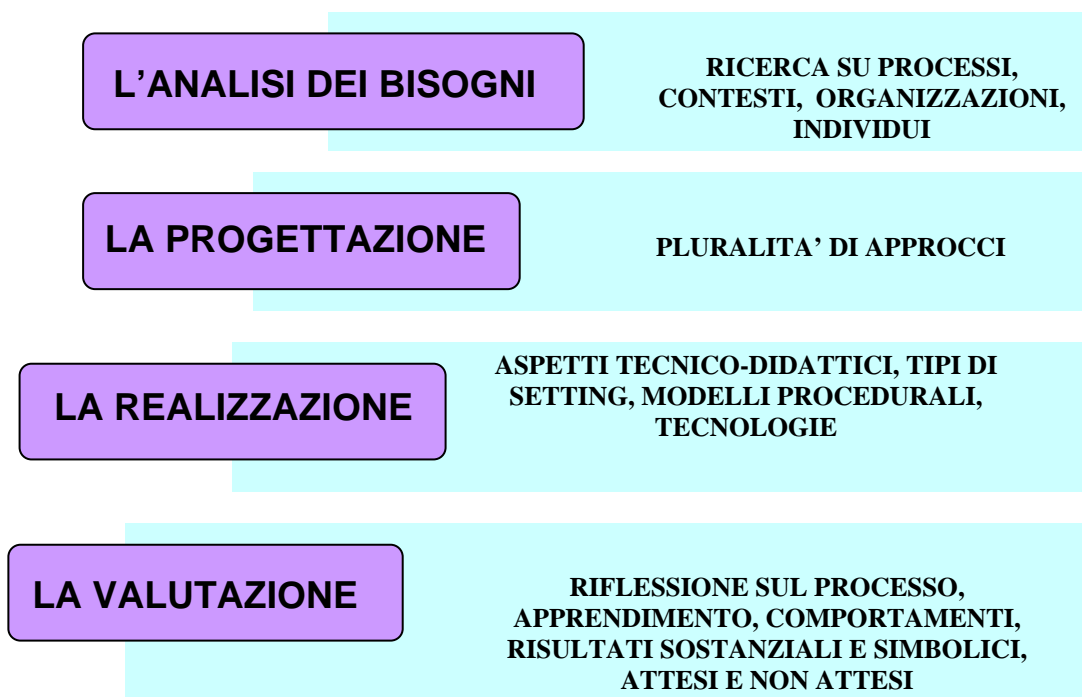 L’ANALISI DEI BISOGNI
RICERCA SU PROCESSI,
CONTESTI, ORGANIZZAZIONI,
INDIVIDUI
LA PROGETTAZIONE
PLURALITA’ DI APPROCCI
LA REALIZZAZIONE
ASPETTI TECNICO-DIDATTICI, TIPI DI
SETTING, MODELLI PROCEDURALI,
TECNOLOGIE
LA VALUTAZIONE
RIFLESSIONE SUL PROCESSO,
APPRENDIMENTO, COMPORTAMENTI,
RISULTATI SOSTANZIALI E SIMBOLICI,
ATTESI E NON ATTESI